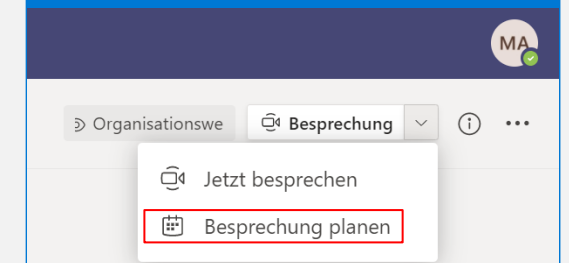 MA
Organisationswe
Besprechung
Jetzt besprechen
Besprechung planen